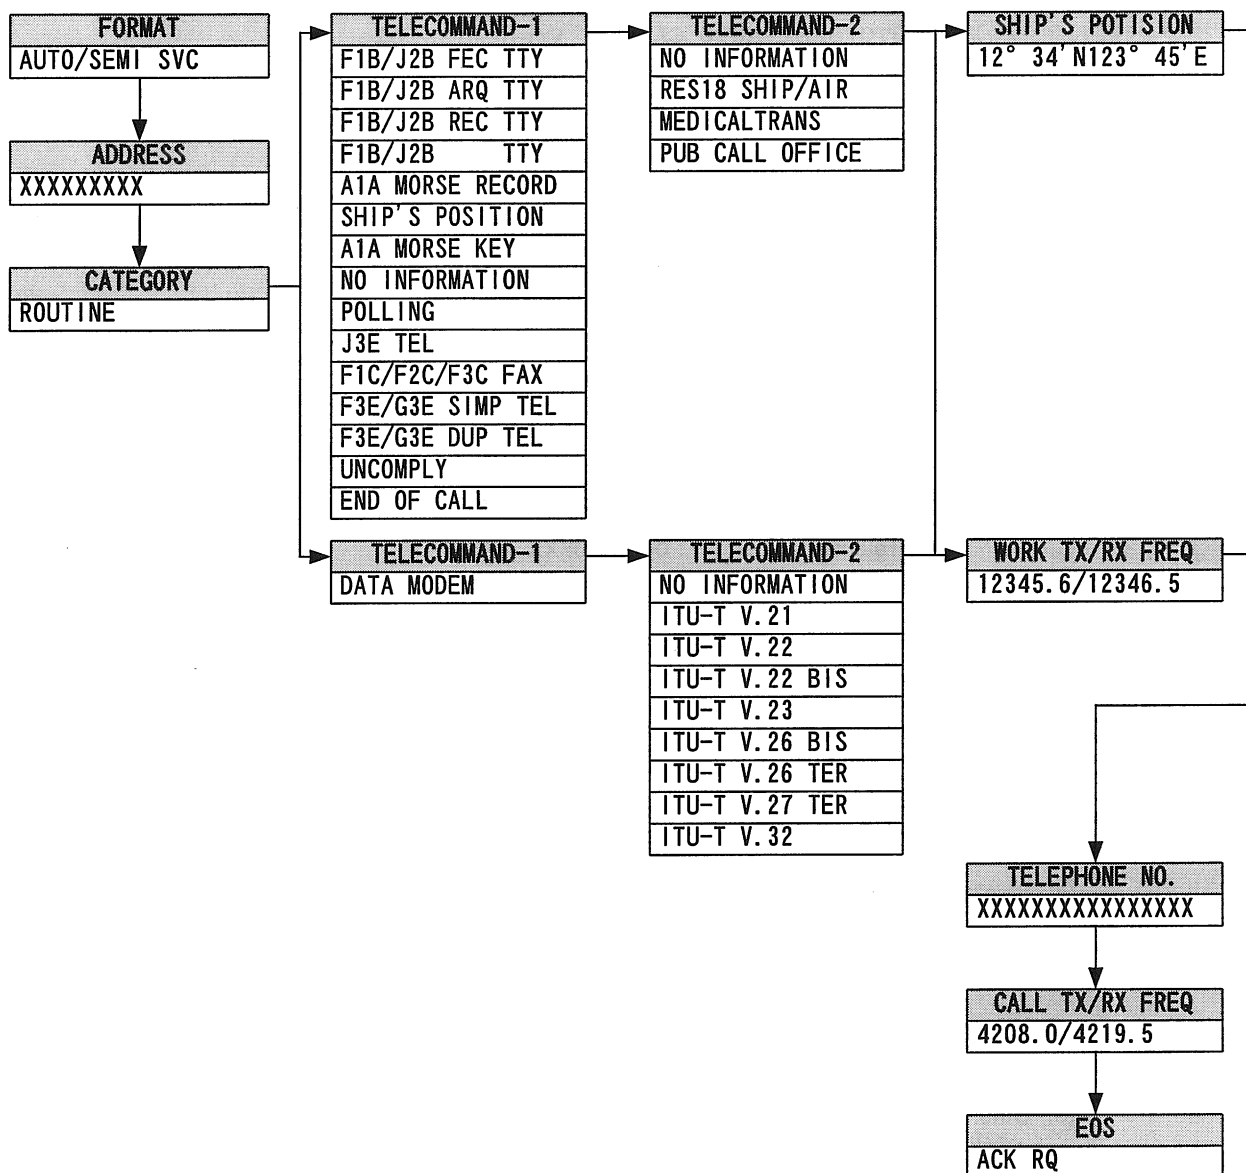 FORMAT
AUTO/SEMI SVC
ADDRESS
XXXXXXXXX
CATEGORY
ROUTINE
TELECOMMAND-1
F1B/J2B FEC TTY
F1B/J2B ARQ TTY
F1B/J2B REC TTY
F1B/J2B TTY
A1A MORSE RECORD
SHIP'S POSITION
A1A MORSE KEY
NO INFORMATION
POLLING
J3E TEL
F1C/F2C/F3C FAX
F3E/G3E SIMP TEL
F3E/G3E DUP TEL
UNCOMPLY
END OF CALL
TELECOMMAND-1
DATA MODEM
TELECOMMAND-2
NO INFORMATION
RES18 SHIP/AIR
MEDICALTRANS
PUB CALL OFFICE
TELECOMMAND-2
NO INFORMATION
ITU-T V.21
ITU-T V.22
ITU-T V.22 BIS
ITU-T V.23
ITU-T V.26 BIS
ITU-T V.26 TER
ITU-T V.27 TER
ITU-T V.32
SHIP'S POTISION
12° 34'N123° 45'E
WORK TX/RX FREQ
12345.6/12346.5
TELEPHONE NO.
XXXXXXXXXXXXXXXX
CALL TX/RX FREQ
4208.0/4219.5
EOS
ACK RQ